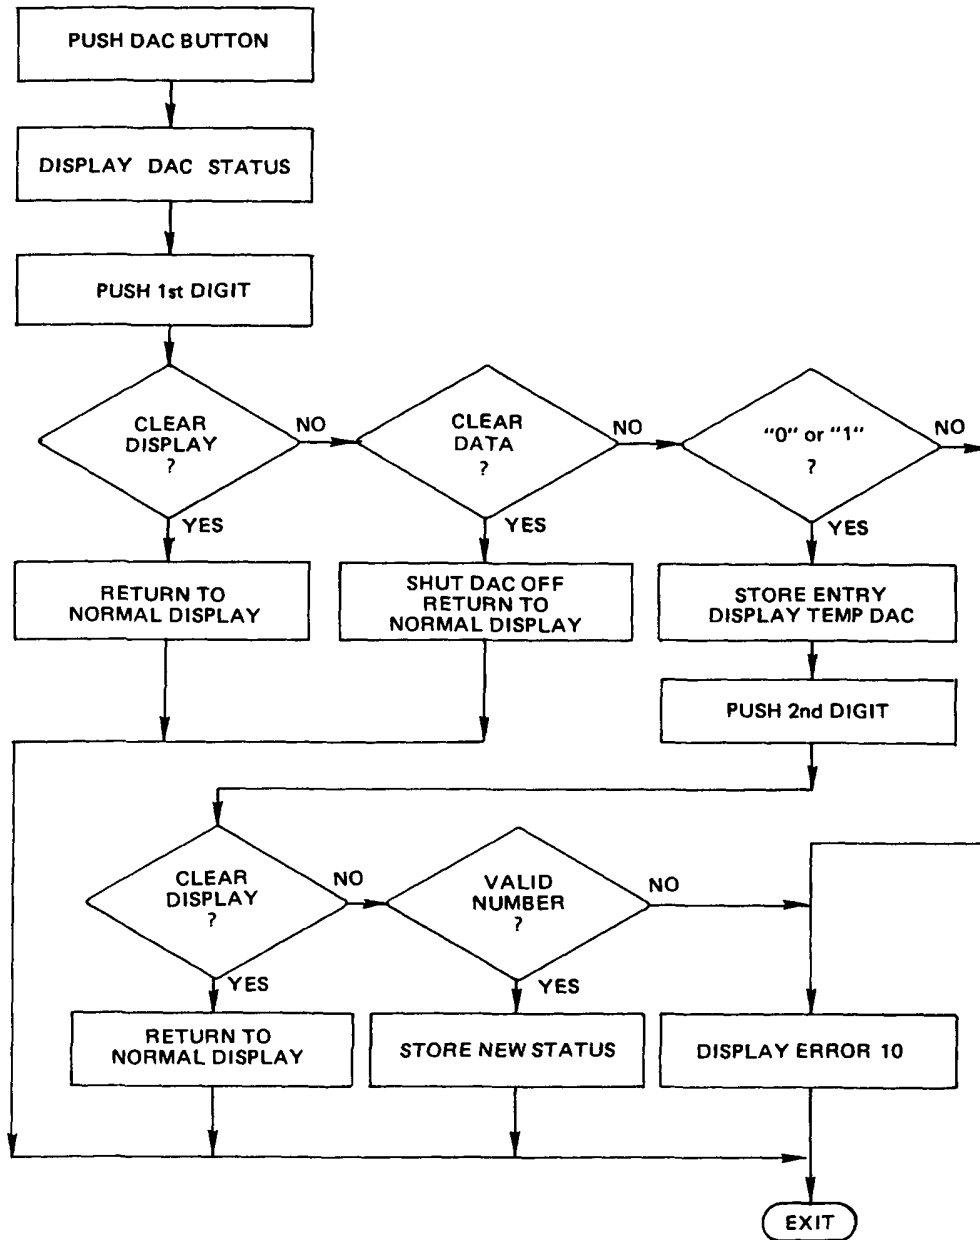 PUSH DAC BUTTON
DISPLAY DAC STATUS
PUSH 1st DIGIT
CLEAR
DISPLAY
?
NO
YES
CLEAR
DATA
?
NO
YES
"0" or "1"
?
NO
YES
RETURN TO
NORMAL DISPLAY
SHUT DAC OFF
RETURN TO
NORMAL DISPLAY
STORE ENTRY
DISPLAY TEMP DAC
PUSH 2nd DIGIT
CLEAR
DISPLAY
?
NO
YES
VALID
NUMBER
?
NO
YES
RETURN TO
NORMAL DISPLAY
STORE NEW STATUS
DISPLAY ERROR 10
EXIT